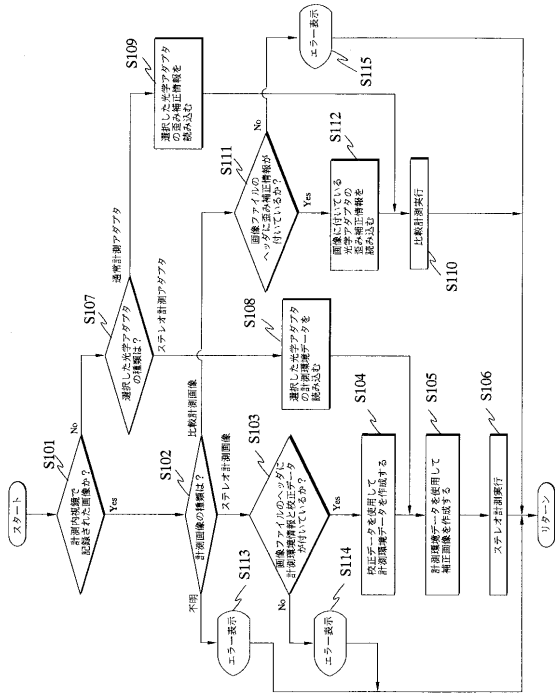 スタート
S101
計測内視鏡で
記録された画像か?
No
Yes
S107
選択した光学アダプタ
の種類は?
通常計測アダプタ
ステレオ計測アダプタ
S109
選択した光学アダプタ
の歪み補正情報を
読み込む
S102
計測画像の種類は?
不明
比較計測画像
ステレオ計測画像
S108
選択した光学アダプタ
の計測環境データを
読み込む
S111
画像ファイルの
ヘッダに歪み補正情報が
付いているか?
No
Yes
エラー表示
S115
S113
エラー表示
S103
画像ファイルのヘッダに
計測環境情報と校正データ
が付いているか?
No
Yes
S112
画像に付いている
光学アダプタの
歪み補正情報を
読み込む
S114
エラー表示
S104
校正データを使用して
計測環境データを作成する
S110
比較計測実行
S105
計測環境データを使用して
補正画像を作成する
S106
ステレオ計測実行
リターン